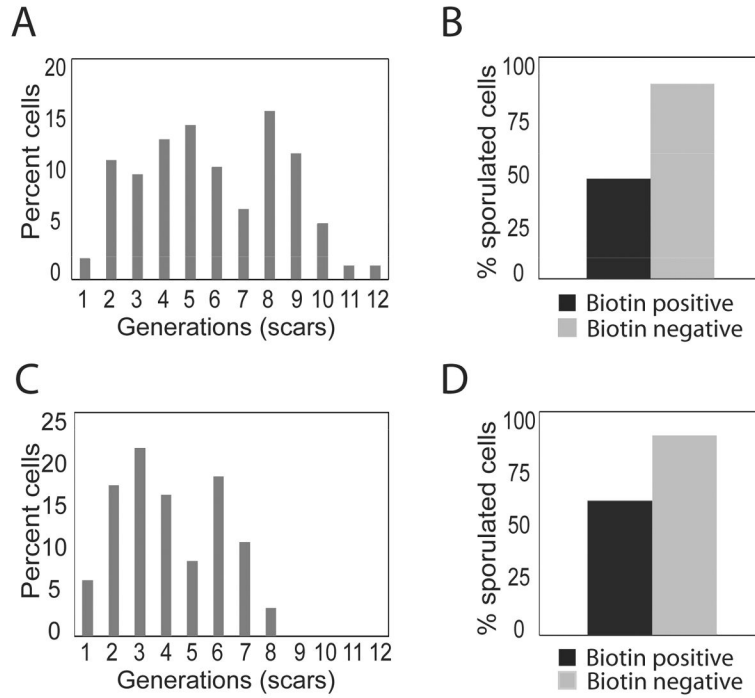 A
Percent cells
20
15
10
5
0
1 2 3 4 5 6 7 8 9 10 11 12
Generations (scars)
B
% sporulated cells
100
75
50
25
0
Biotin positive
Biotin negative
C
Percent cells
25
20
15
10
5
0
1 2 3 4 5 6 7 8 9 10 11 12
Generations (scars)
D
% sporulated cells
100
75
50
25
0
Biotin positive
Biotin negative